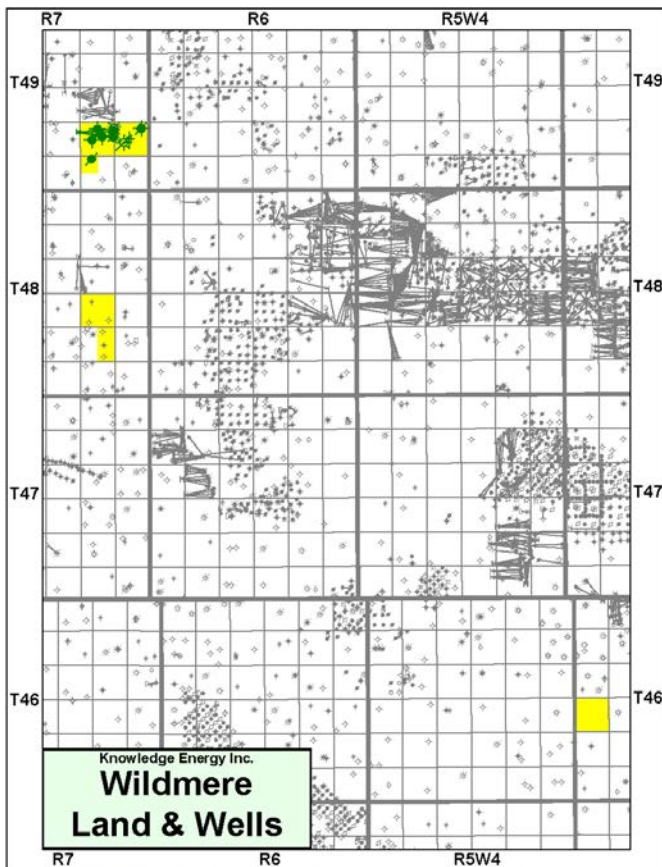 R7 R6 R5W4
T49 T49
T48 T48
T47 T47
T46 T46
Knowledge Energy Inc.
Wildmere
Land & Wells
R7 R6 R5W4